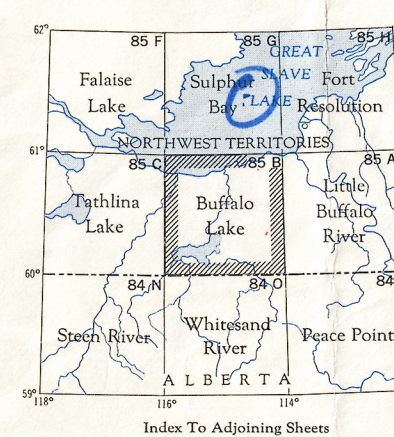 62°
85 F
85 G
85 H
GREAT
SLAVE
LAKE
Falaise
Lake
Sulphur
Bay
Fort
Resolution
NORTHWEST TERRITORIES
61°
85 C
85 B
85 A
Tathlina
Lake
Buffalo
Lake
Little
Buffalo
River
60°
84 N
84 O
84
Steen River
Whitesand
River
Peace Point
59°
ALBERTA
118°
116°
114°
Index To Adjoining Sheets